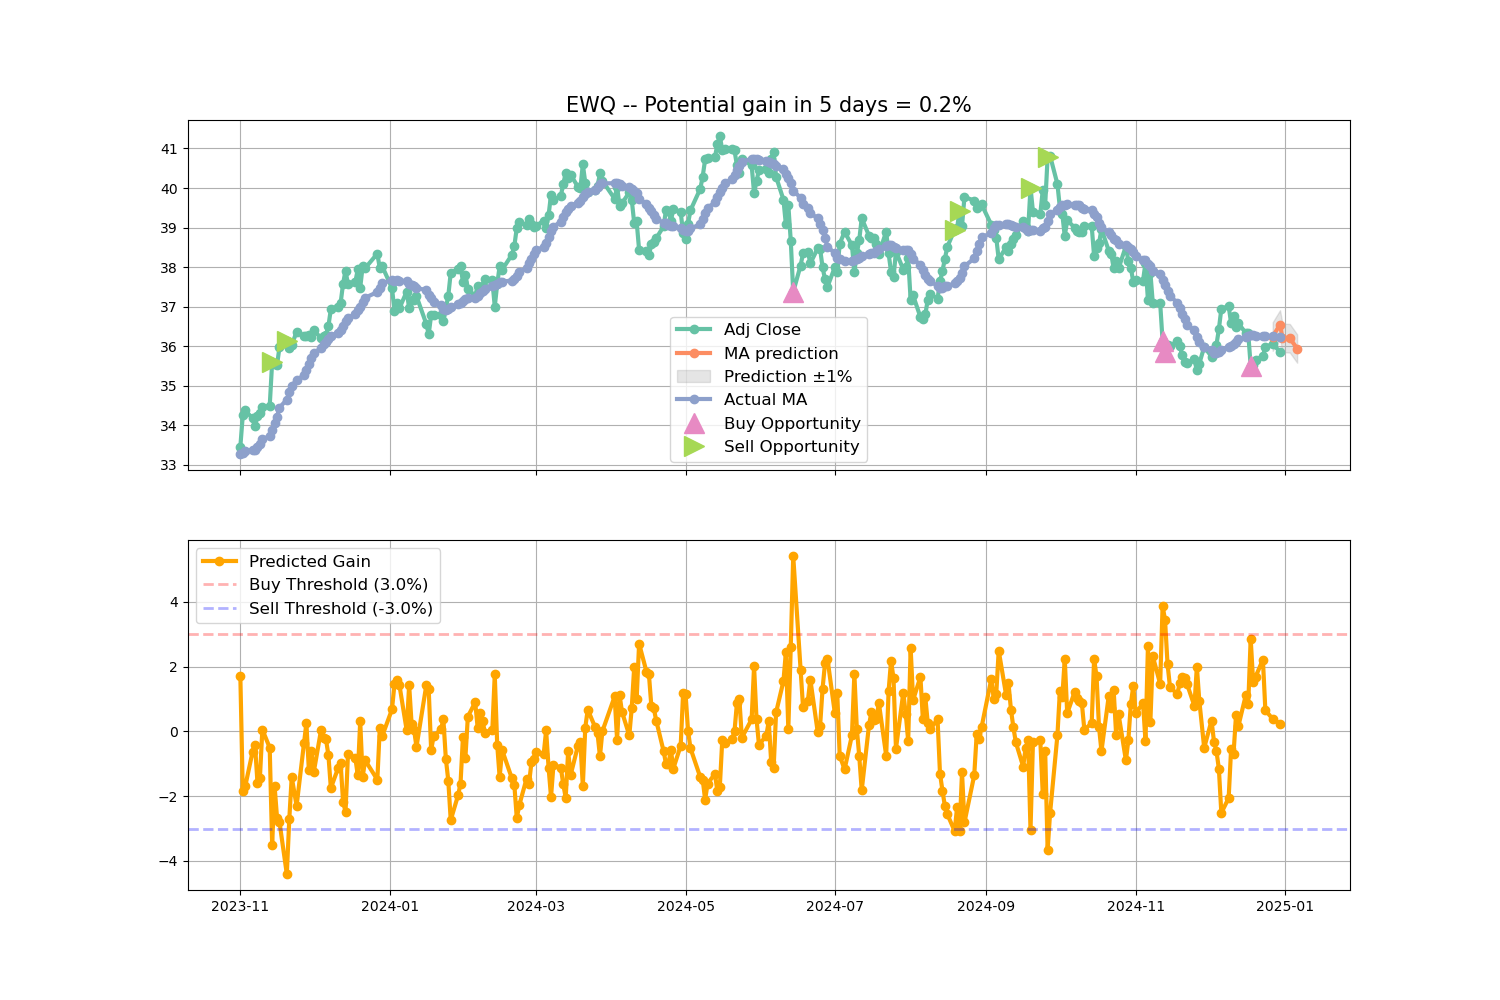 EWQ -- Potential gain in 5 days = 0.2%
41
40
39
38
37
36
35
34
33
Adj Close
MA prediction
Prediction ±1%
Actual MA
Buy Opportunity
Sell Opportunity
Predicted Gain
Buy Threshold (3.0%)
Sell Threshold (-3.0%)
4
2
0
−2
−4
2023-11
2024-01
2024-03
2024-05
2024-07
2024-09
2024-11
2025-01